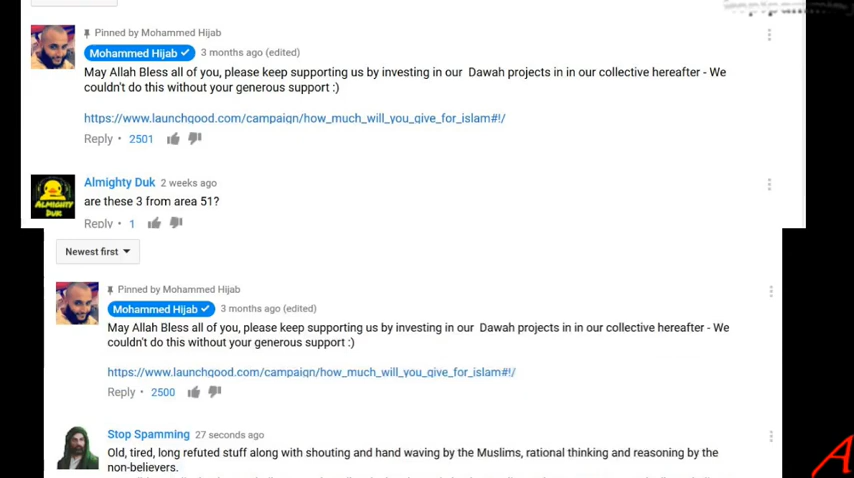 Pinned by Mohammed Hijab
Mohammed Hijab 3 months ago (edited)
May Allah Bless all of you, please keep supporting us by investing in our Dawah projects in in our collective hereafter - We
couldn't do this without your generous support :)
https://www.launchgood.com/campaign/how_much_will_you_give_for_islam#!/
Reply • 2501
Almighty Duk 2 weeks ago
ALMIGHTY
DUK
are these 3 from area 51?
Reply • 1
Newest first
Pinned by Mohammed Hijab
Mohammed Hijab 3 months ago (edited)
May Allah Bless all of you, please keep supporting us by investing in our Dawah projects in in our collective hereafter - We
couldn't do this without your generous support :)
https://www.launchgood.com/campaign/how_much_will_you_give_for_islam#!/
Reply • 2500
Stop Spamming 27 seconds ago
Old, tired, long refuted stuff along with shouting and hand waving by the Muslims, rational thinking and reasoning by the
non-believers.
A